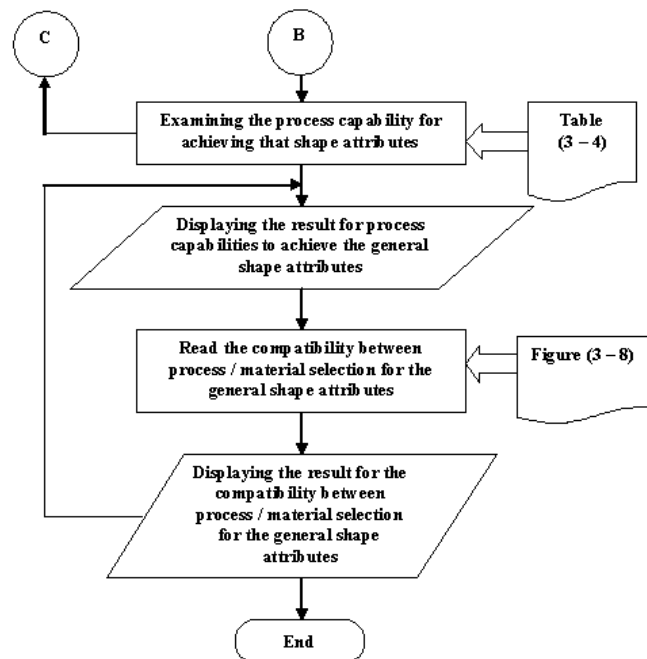 C
B
Examining the process capability for
achieving that shape attributes
Table
(3 – 4)
Displaying the result for process
capabilities to achieve the general
shape attributes
Read the compatibility between
process / material selection for the
general shape attributes
Figure (3 – 8)
Displaying the result for the
compatibility between
process / material selection
for the general shape
attributes
End